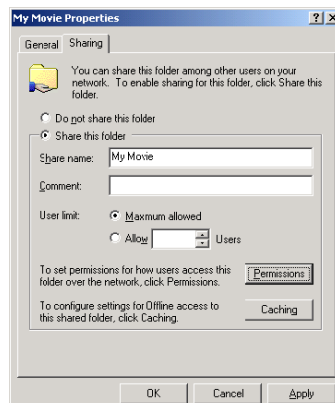 My Movie Properties
General Sharing
You can share this folder among other users on your
network. To enable sharing for this folder, click Share this
folder.
Do not share this folder
Share this folder
Share name: My Movie
Comment:
User limit: Maxmum allowed
Allow Users
To set permissions for how users access this
folder over the network, click Permissions.
Permissions
To configure settings for Offline access to
this shared folder, click Caching.
Caching
OK Cancel Apply